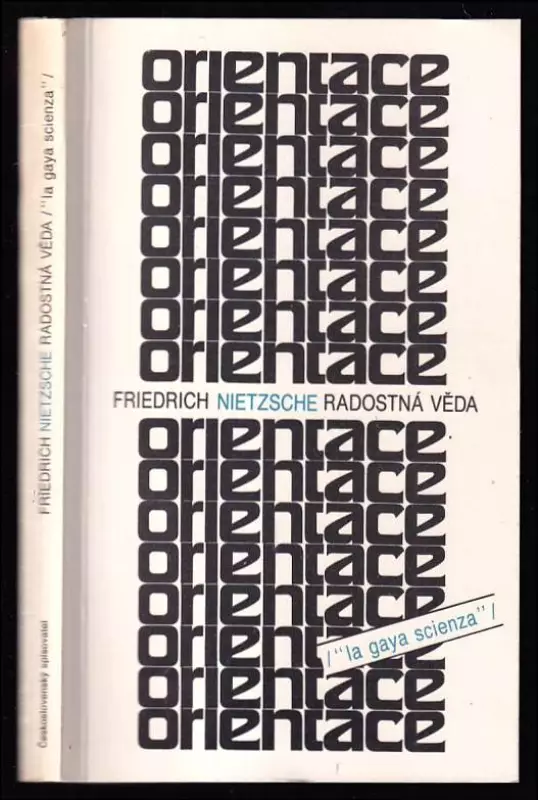 orientace
orientace
orientace
orientace
orientace
orientace
orientace
orientace
FRIEDRICH NIETZSCHE RADOSTNÁ VĚDA
orientace
orientace
orientace
orientace
orientace
orientace
orientace
orientace
/"la gaya scienza"/
FRIEDRICH NIETZSCHE RADOSTNÁ VĚDA /"la gaya scienza"/
Československý spisovatel